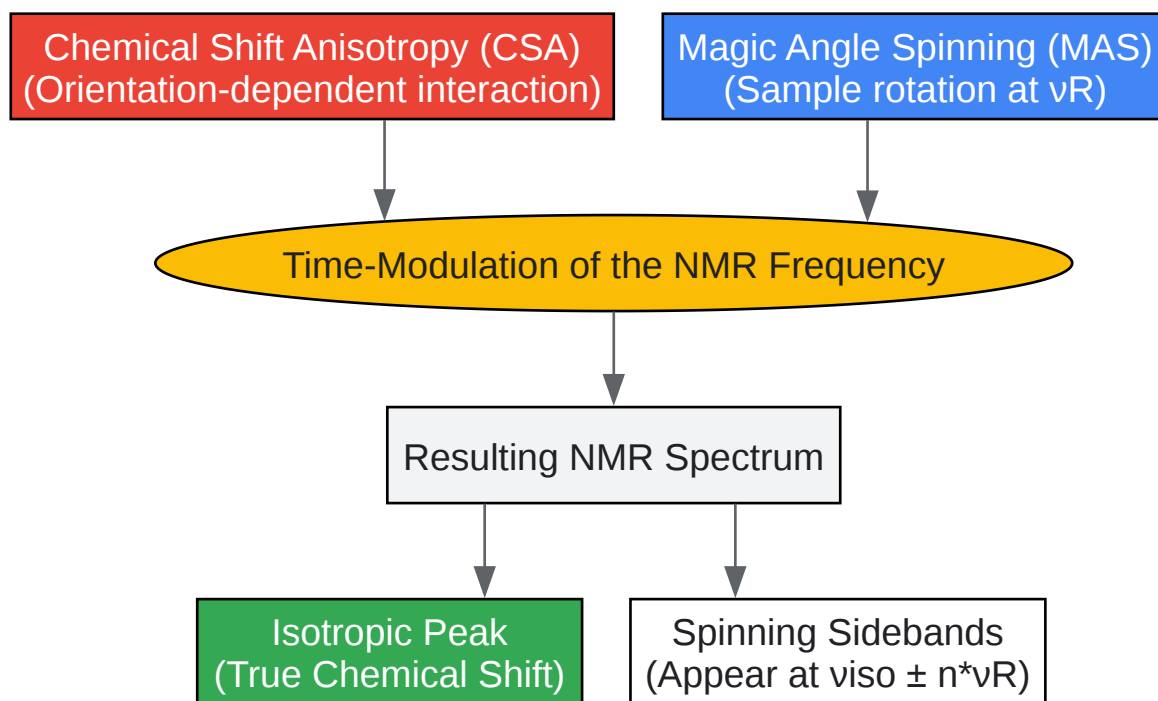 Chemical Shift Anisotropy (CSA)
(Orientation-dependent interaction)
Magic Angle Spinning (MAS)
(Sample rotation at νR)
Time-Modulation of the NMR Frequency
Resulting NMR Spectrum
Isotropic Peak
(True Chemical Shift)
Spinning Sidebands
(Appear at νiso ± n*νR)